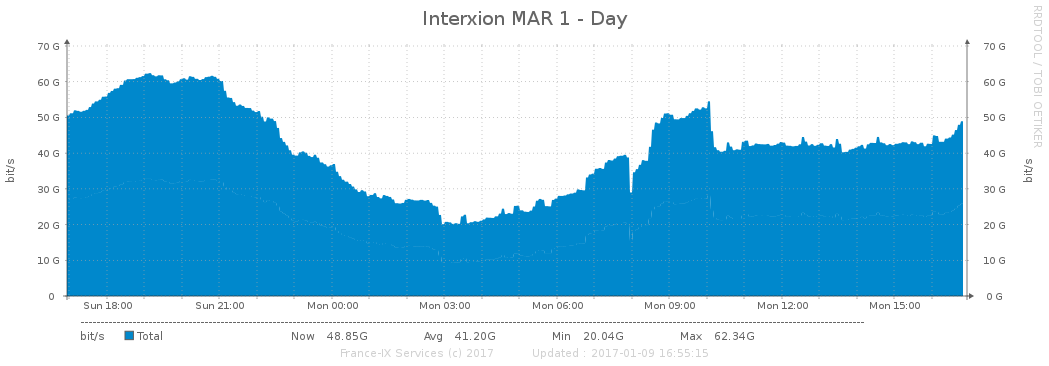 Interxion MAR 1 - Day
RRDTOOL / TOBI OETIKER
70 G 70 G
60 G 60 G
50 G 50 G
40 G 40 G
30 G 30 G
20 G 20 G
10 G 10 G
0 0 G
bit/s bit/s
Sun 18:00 Sun 21:00 Mon 00:00 Mon 03:00 Mon 06:00 Mon 09:00 Mon 12:00 Mon 15:00
bit/s Total Now 48.85G Avg 41.20G Min 20.04G Max 62.34G
France-IX Services (c) 2017 Updated : 2017-01-09 16:55:15